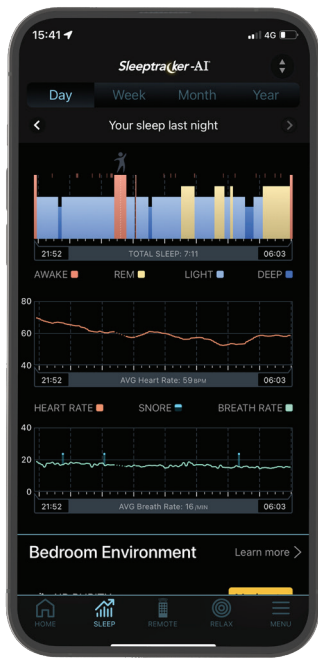 15:41 4G
Sleeptracker-AI
Day Week Month Year
Your sleep last night
21:52 TOTAL SLEEP: 7:11 06:03
AWAKE REM LIGHT DEEP
80
60
40
21:52 AVG Heart Rate: 59 BPM 06:03
HEART RATE SNORE BREATH RATE
40
20
0
21:52 AVG Breath Rate: 16 /MIN 06:03
Bedroom Environment Learn more
HOME SLEEP REMOTE RELAX MENU